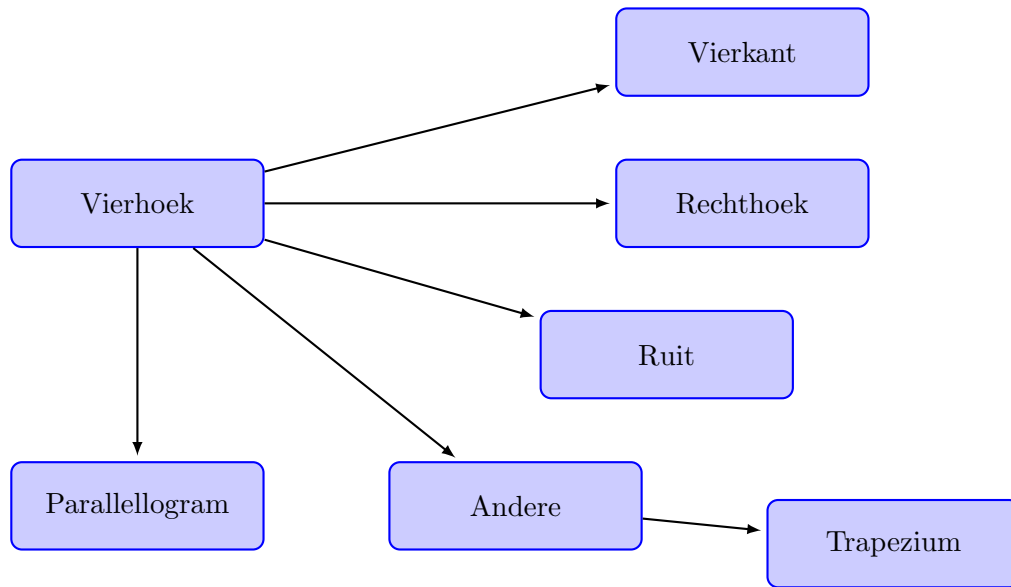 Vierkant
Vierhoek
Rechthoek
Ruit
Parallellogram
Andere
Trapezium